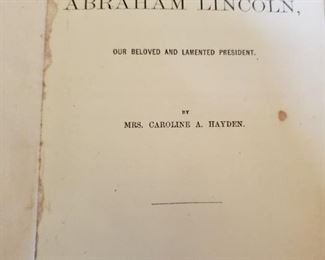 ABRAHAM LINCOLN,
OUR BELOVED AND LAMENTED PRESIDENT.
BY
MRS. CAROLINE A. HAYDEN.